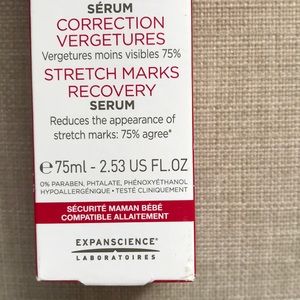 SÉRUM
CORRECTION
VERGETURES
Vergetures moins visibles 75%
STRETCH MARKS
RECOVERY
SERUM
Reduces the appearance of
stretch marks: 75% agree*
℮ 75ml - 2.53 US FL.OZ
0% PARABEN, PHTALATE, PHÉNOXYÉTHANOL
HYPOALLERGÉNIQUE • TESTÉ CLINIQUEMENT
SÉCURITÉ MAMAN BÉBÉ
COMPATIBLE ALLAITEMENT
EXPANSCIENCE®
LABORATOIRES